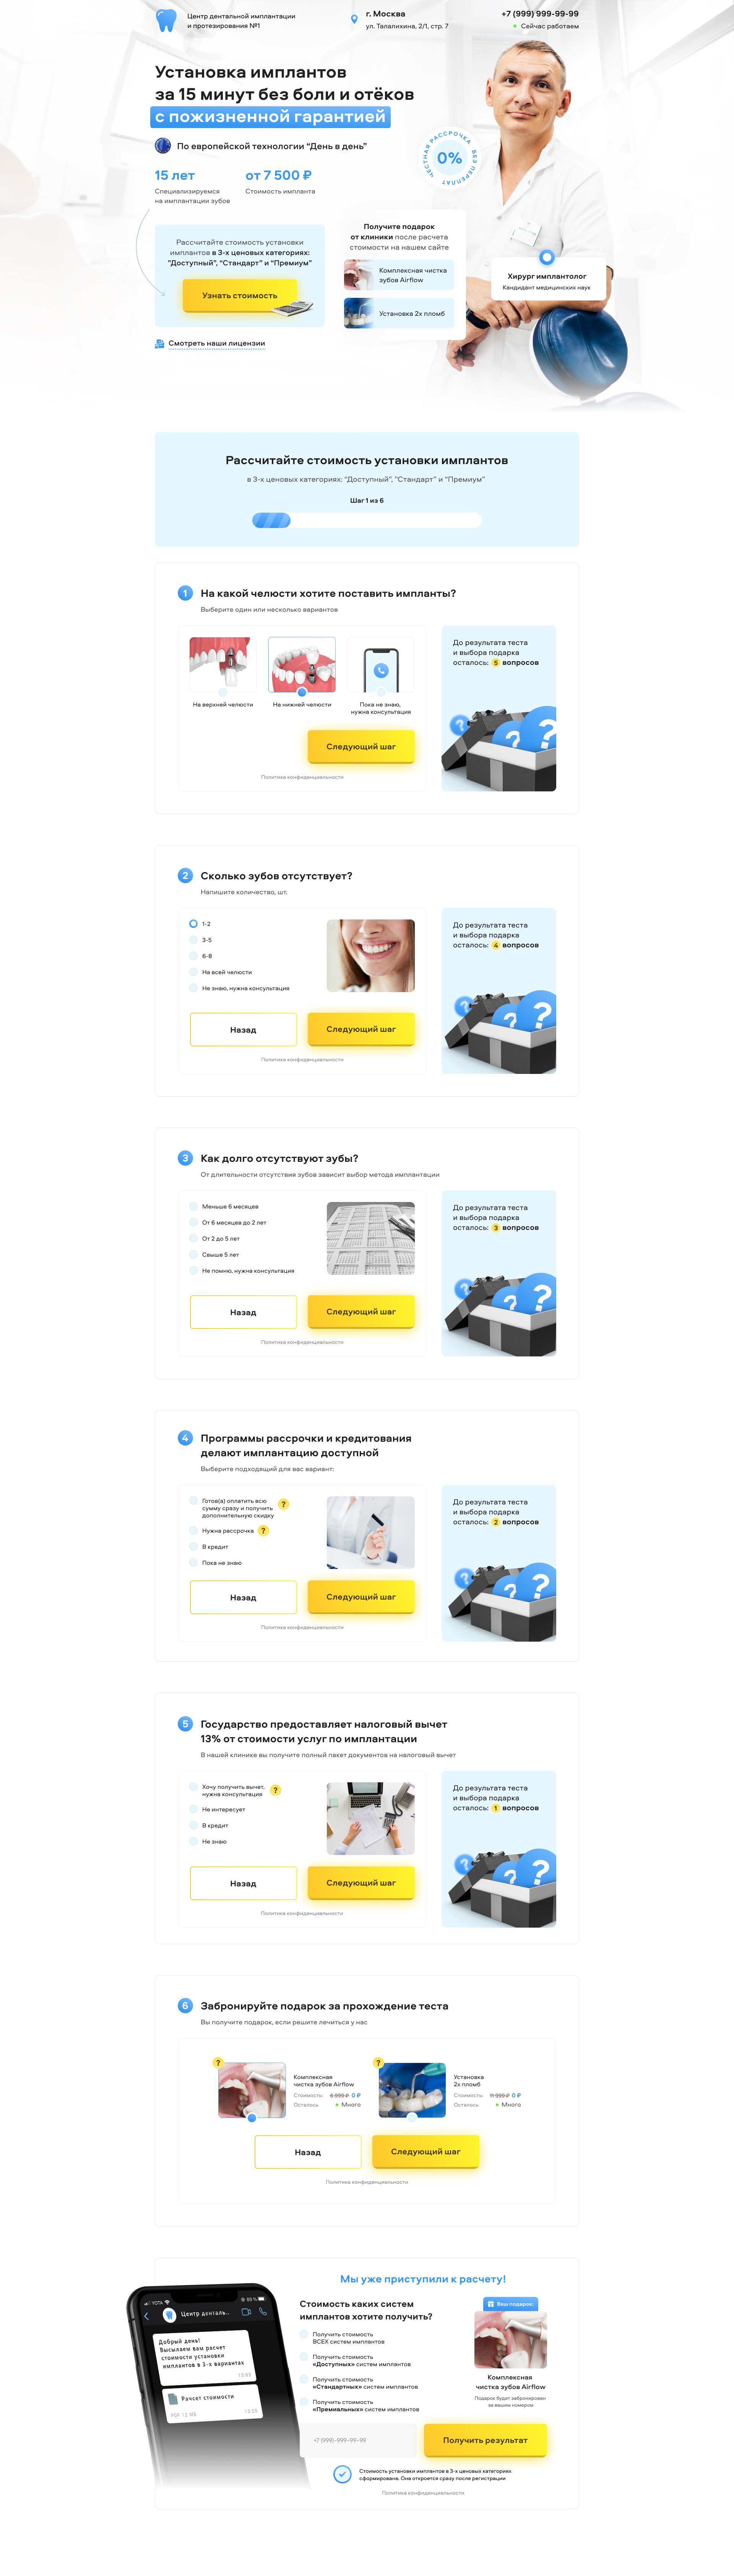 Центр дентальной имплантации
и протезирования №1
г. Москва
ул. Талалихина, 2/1, стр. 7
+7 (999) 999-99-99
Сейчас работаем
Установка имплантов
за 15 минут без боли и отёков
с пожизненной гарантией
По европейской технологии "День в день"
ЧЕСТНАЯ РАССРОЧКА БЕЗ ПЕРЕПЛАТ
0%
15 лет
Специализируемся
на имплантации зубов
от 7 500 ₽
Стоимость импланта
Рассчитайте стоимость установки
имплантов в 3-х ценовых категориях:
"Доступный", "Стандарт" и "Премиум"
Узнать стоимость
Смотреть наши лицензии
Получите подарок
от клиники после расчета
стоимости на нашем сайте
Комплексная чистка
зубов Airflow
Установка 2х пломб
Хирург имплантолог
Кандидат медицинских наук
Рассчитайте стоимость установки имплантов
в 3-х ценовых категориях: "Доступный", "Стандарт" и "Премиум"
Шаг 1 из 6
1
На какой челюсти хотите поставить импланты?
Выберите один или несколько вариантов
На верхней челюсти
На нижней челюсти
Пока не знаю,
нужна консультация
Следующий шаг
Политика конфиденциальности
До результата теста
и выбора подарка
осталось: 5 вопросов
? ? ?
2
Сколько зубов отсутствует?
Напишите количество, шт.
1-2
3-5
6-8
На всей челюсти
Не знаю, нужна консультация
Назад
Следующий шаг
Политика конфиденциальности
До результата теста
и выбора подарка
осталось: 4 вопросов
? ? ?
3
Как долго отсутствуют зубы?
От длительности отсутствия зубов зависит выбор метода имплантации
Меньше 6 месяцев
От 6 месяцев до 2 лет
От 2 до 5 лет
Свыше 5 лет
Не помню, нужна консультация
Назад
Следующий шаг
Политика конфиденциальности
До результата теста
и выбора подарка
осталось: 3 вопросов
? ? ?
4
Программы рассрочки и кредитования
делают имплантацию доступной
Выберите подходящий для вас вариант:
Готов(а) оплатить всю
сумму сразу и получить
дополнительную скидку
?
Нужна рассрочка ?
В кредит
Пока не знаю
Назад
Следующий шаг
Политика конфиденциальности
До результата теста
и выбора подарка
осталось: 2 вопросов
? ? ?
5
Государство предоставляет налоговый вычет
13% от стоимости услуг по имплантации
В нашей клинике вы получите полный пакет документов на налоговый вычет
Хочу получить вычет,
нужна консультация
?
Не интересует
В кредит
Не знаю
Назад
Следующий шаг
Политика конфиденциальности
До результата теста
и выбора подарка
осталось: 1 вопросов
? ? ?
6
Забронируйте подарок за прохождение теста
Вы получите подарок, если решите лечиться у нас
?
Комплексная
чистка зубов Airflow
Стоимость: 6 999 ₽ 0 ₽
Осталось Много
?
Установка
2х пломб
Стоимость: 11 999 ₽ 0 ₽
Осталось Много
Назад
Следующий шаг
Политика конфиденциальности
Мы уже приступили к расчету!
YOTA
Центр денталь..
Добрый день!
Высылаем вам расчет
стоимости установки
имплантов в 3-х вариантах
15:03
Расчет стоимости
PDF 12 МБ
15:05
Стоимость каких систем
имплантов хотите получить?
Получить стоимость
ВСЕХ систем имплантов
Получить стоимость
«Доступных» систем имплантов
Получить стоимость
«Стандартных» систем имплантов
Получить стоимость
«Премиальных» систем имплантов
Ваш подарок:
Комплексная
чистка зубов Airflow
Подарок будет забронирован
за вашим номером
+7 (999)-999-99-99
Получить результат
Стоимость установки имплантов в 3-х ценовых категориях
сформирована. Она откроется сразу после регистрации
Политика конфиденциальности